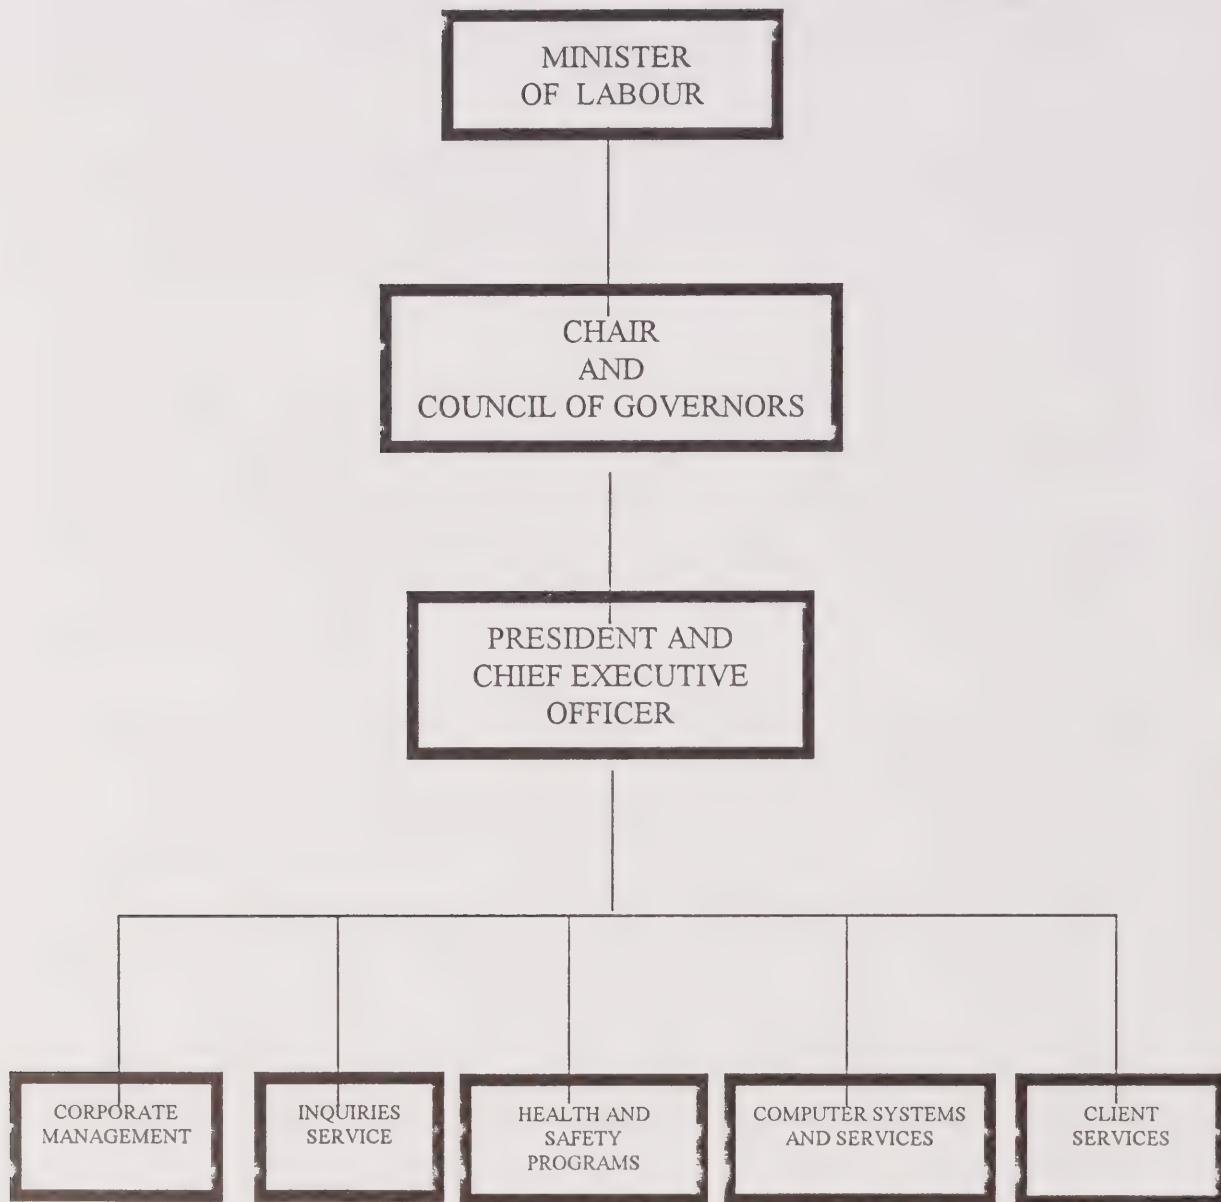 MINISTER
OF LABOUR
CHAIR
AND
COUNCIL OF GOVERNORS
PRESIDENT AND
CHIEF EXECUTIVE
OFFICER
CORPORATE
MANAGEMENT
INQUIRIES
SERVICE
HEALTH AND
SAFETY
PROGRAMS
COMPUTER SYSTEMS
AND SERVICES
CLIENT
SERVICES